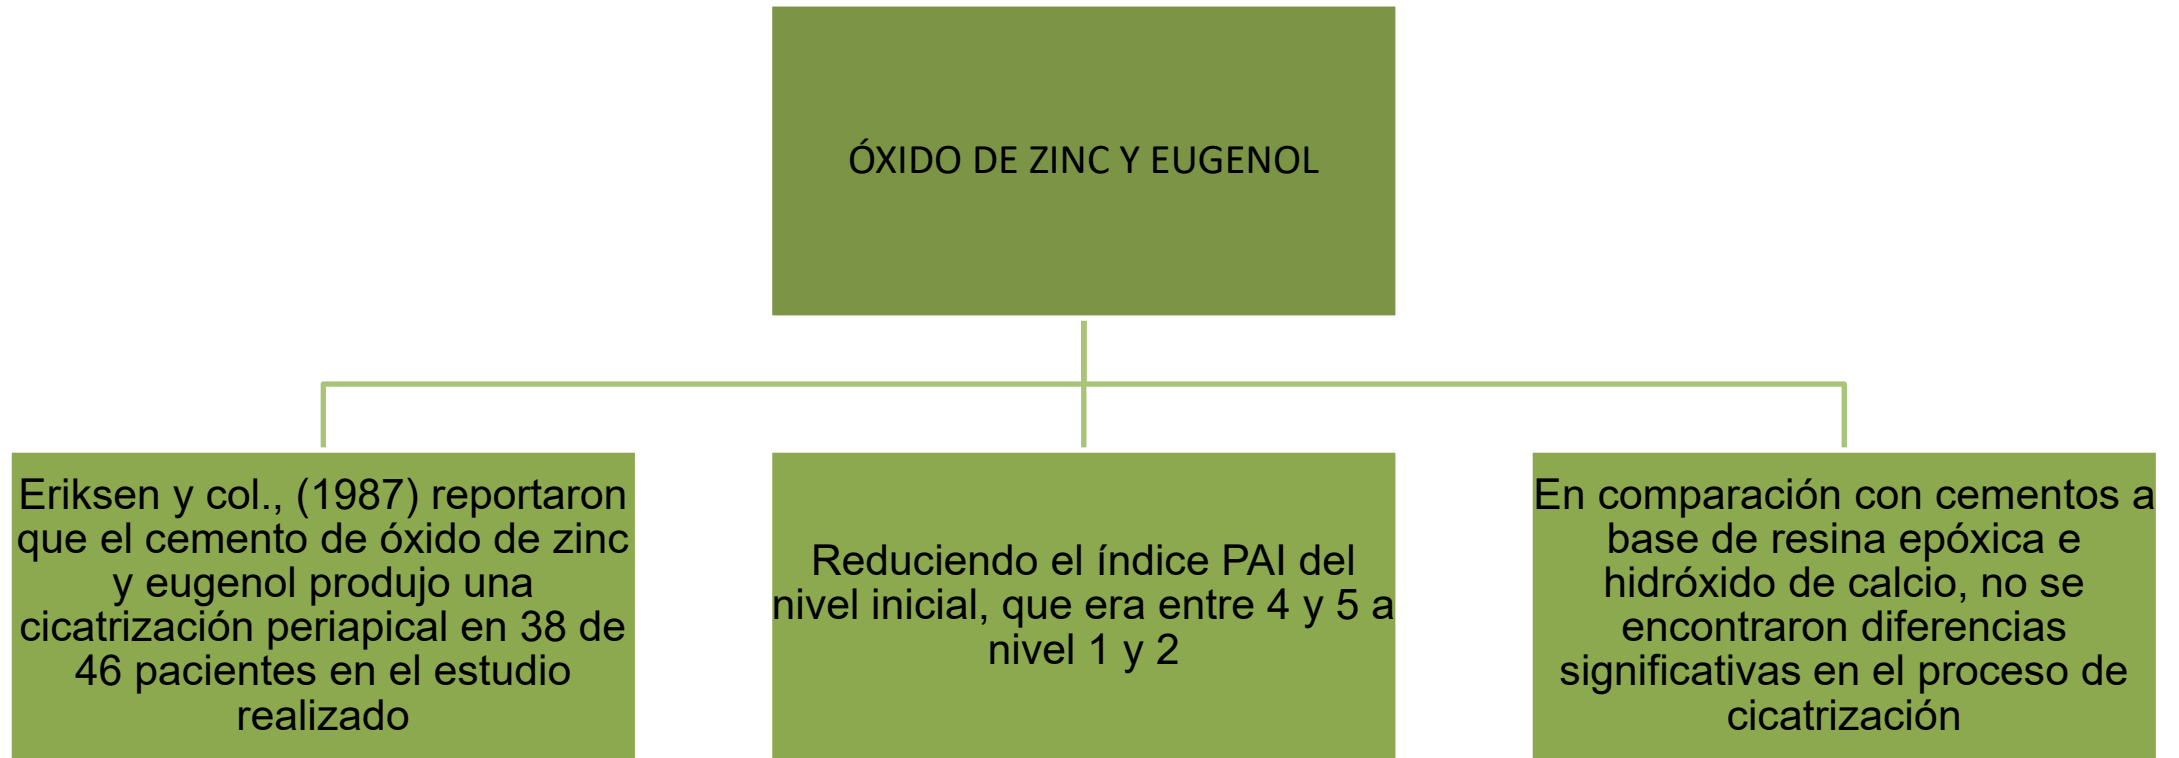 ÓXIDO DE ZINC Y EUGENOL
Eriksen y col., (1987) reportaron
que el cemento de óxido de zinc
y eugenol produjo una
cicatrización periapical en 38 de
46 pacientes en el estudio
realizado
Reduciendo el índice PAI del
nivel inicial, que era entre 4 y 5 a
nivel 1 y 2
En comparación con cementos a
base de resina epóxica e
hidróxido de calcio, no se
encontraron diferencias
significativas en el proceso de
cicatrización